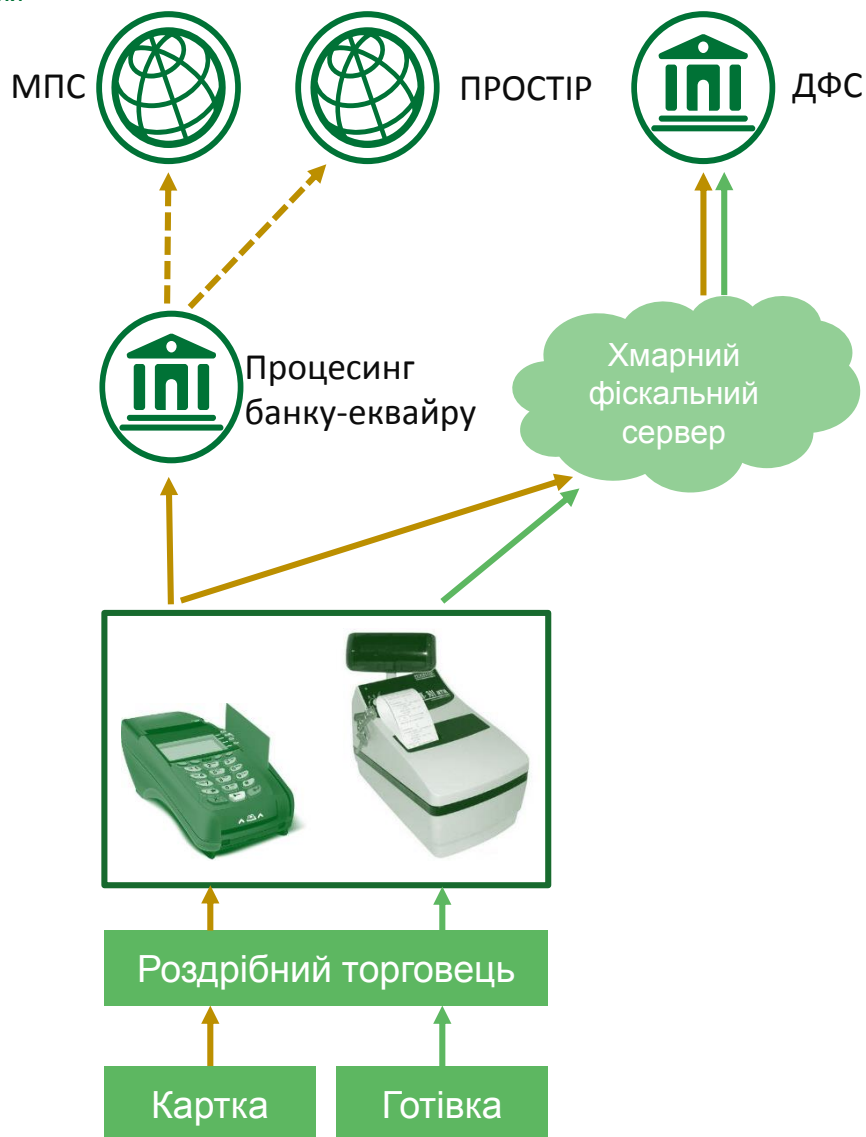 МПС
ПРОСТІР
ДФС
Процесинг
банку-еквайру
Хмарний
фіскальний
сервер
Роздрібний торговець
Картка
Готівка